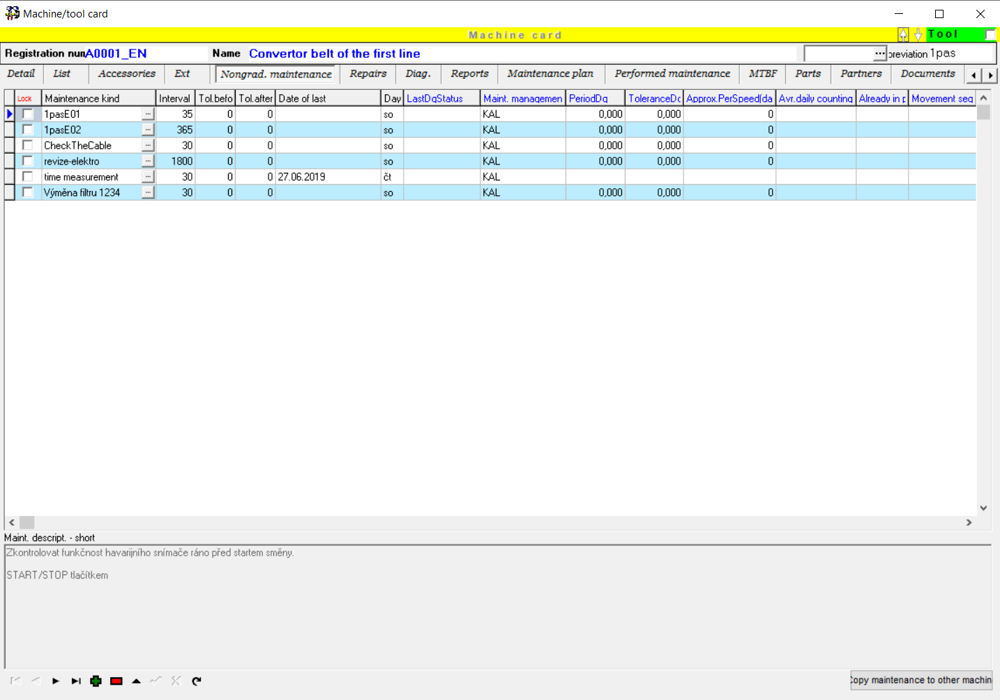 Machine/tool card
Machine card
Tool
Registration num A0001_EN Name Convertor belt of the first line ... breviation 1pas
Detail List Accessories Ext Nongrad. maintenance Repairs Diag. Reports Maintenance plan Performed maintenance MTBF Parts Partners Documents
Lock Maintenance kind Interval Tol.befo Tol.after Date of last Day LastDgStatus Maint. managemen PeriodDg ToleranceDg Approx.PerSpeed(da Avr.daily counting Already in p Movement seq
1pasE01 ... 35 0 0 so KAL 0,000 0,000 0
1pasE02 ... 365 0 0 so KAL 0,000 0,000 0
CheckTheCable ... 30 0 0 so KAL 0,000 0,000 0
revize-elektro ... 1800 0 0 so KAL 0,000 0,000 0
time measurement ... 30 0 0 27.06.2019 čt KAL
Výměna filtru 1234 ... 30 0 0 so KAL 0,000 0,000 0
Maint. descript. - short
Zkontrolovat funkčnost havarijního snímače ráno před startem směny.
START/STOP tlačítkem
Copy maintenance to other machin